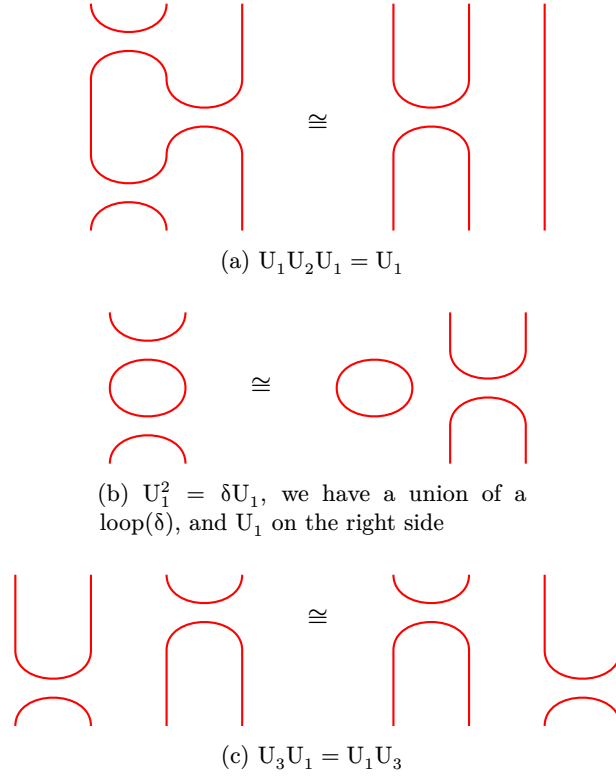 ≅
(a) U₁U₂U₁ = U₁
≅
(b) U₁² = δU₁, we have a union of a
loop(δ), and U₁ on the right side
≅
(c) U₃U₁ = U₁U₃